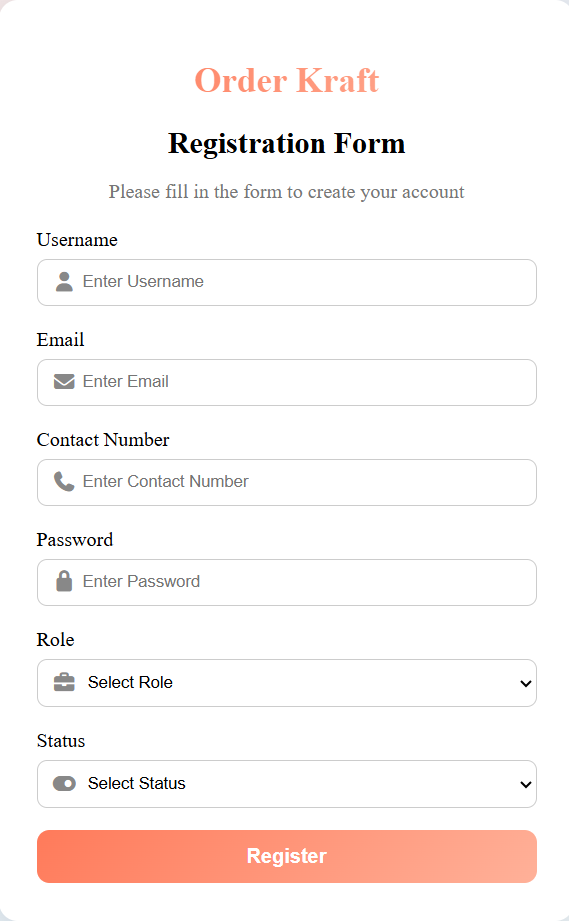 Order Kraft
Registration Form
Please fill in the form to create your account
Username
Enter Username
Email
Enter Email
Contact Number
Enter Contact Number
Password
Enter Password
Role
Select Role
Status
Select Status
Register